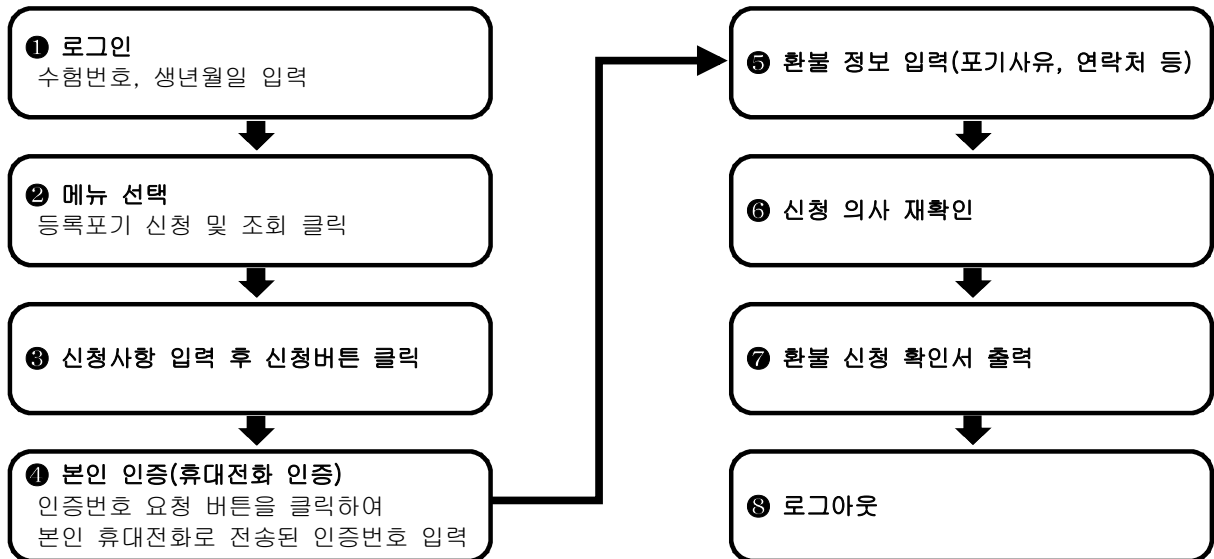 ❶ 로그인
수험번호, 생년월일 입력
❷ 메뉴 선택
등록포기 신청 및 조회 클릭
❸ 신청사항 입력 후 신청버튼 클릭
❹ 본인 인증(휴대전화 인증)
인증번호 요청 버튼을 클릭하여
본인 휴대전화로 전송된 인증번호 입력
❺ 환불 정보 입력(포기사유, 연락처 등)
❻ 신청 의사 재확인
❼ 환불 신청 확인서 출력
❽ 로그아웃